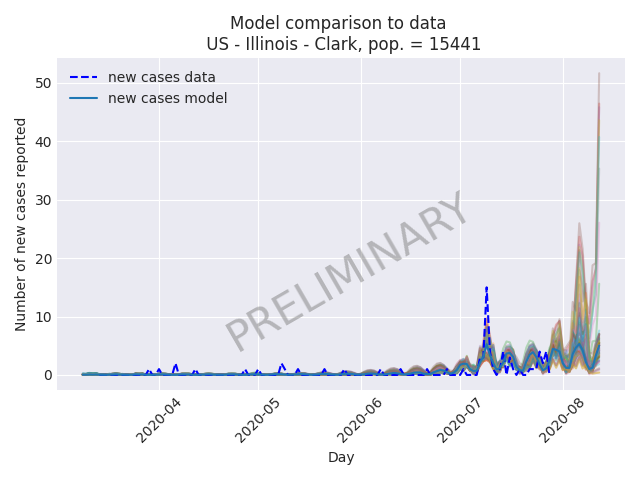 Model comparison to data
US - Illinois - Clark, pop. = 15441
new cases data
new cases model
PRELIMINARY
Number of new cases reported
50
40
30
20
10
0
2020-04
2020-05
2020-06
2020-07
2020-08
Day